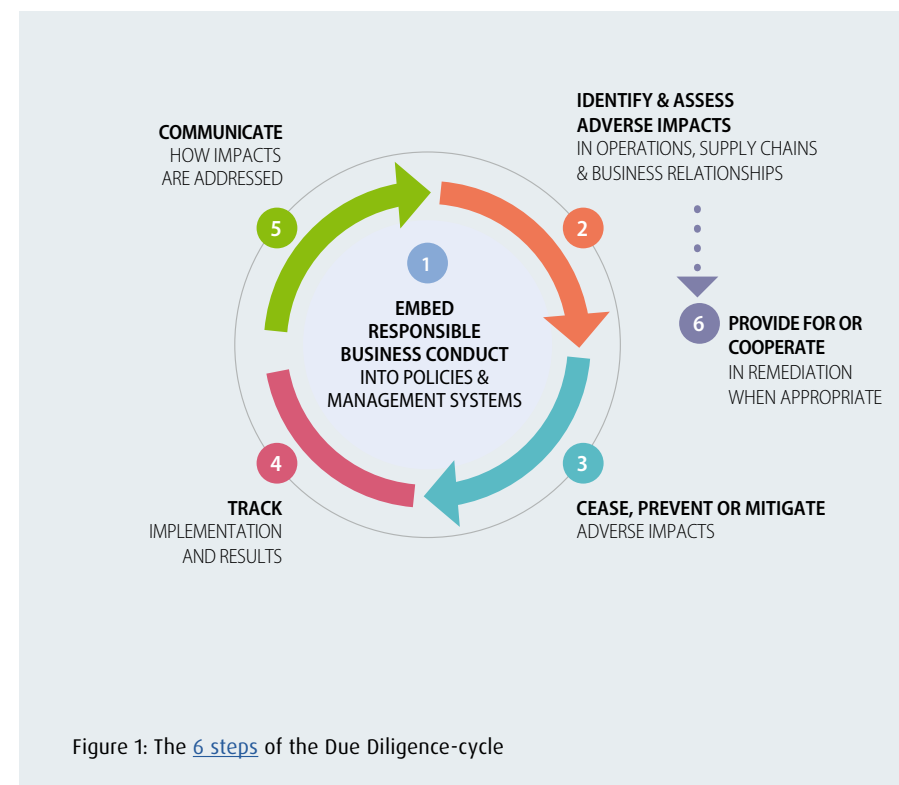 1
EMBED
RESPONSIBLE
BUSINESS CONDUCT
INTO POLICIES &
MANAGEMENT SYSTEMS
2
IDENTIFY & ASSESS
ADVERSE IMPACTS
IN OPERATIONS, SUPPLY CHAINS
& BUSINESS RELATIONSHIPS
3
CEASE, PREVENT OR MITIGATE
ADVERSE IMPACTS
4
TRACK
IMPLEMENTATION
AND RESULTS
5
COMMUNICATE
HOW IMPACTS
ARE ADDRESSED
6
PROVIDE FOR OR
COOPERATE
IN REMEDIATION
WHEN APPROPRIATE
Figure 1: The 6 steps of the Due Diligence-cycle